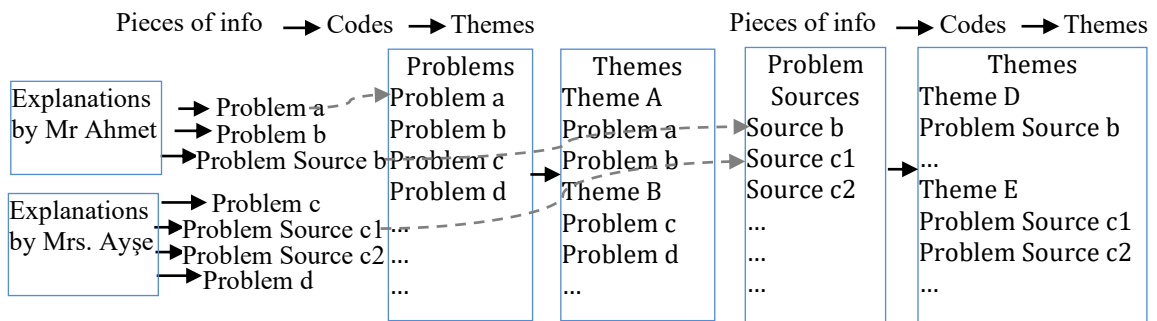 Pieces of info Codes Themes
Pieces of info Codes Themes
Explanations
by Mr Ahmet
Problem a
Problem b
Problem Source b
Explanations
by Mrs. Ayşe
Problem c
Problem Source c1
Problem Source c2
Problem d
Problems
Problem a
Problem b
Problem c
Problem d
...
...
...
Themes
Theme A
Problem a
Problem b
Theme B
Problem c
Problem d
...
Problem
Sources
Source b
Source c1
Source c2
...
...
...
Themes
Theme D
Problem Source b
...
Theme E
Problem Source c1
Problem Source c2
...